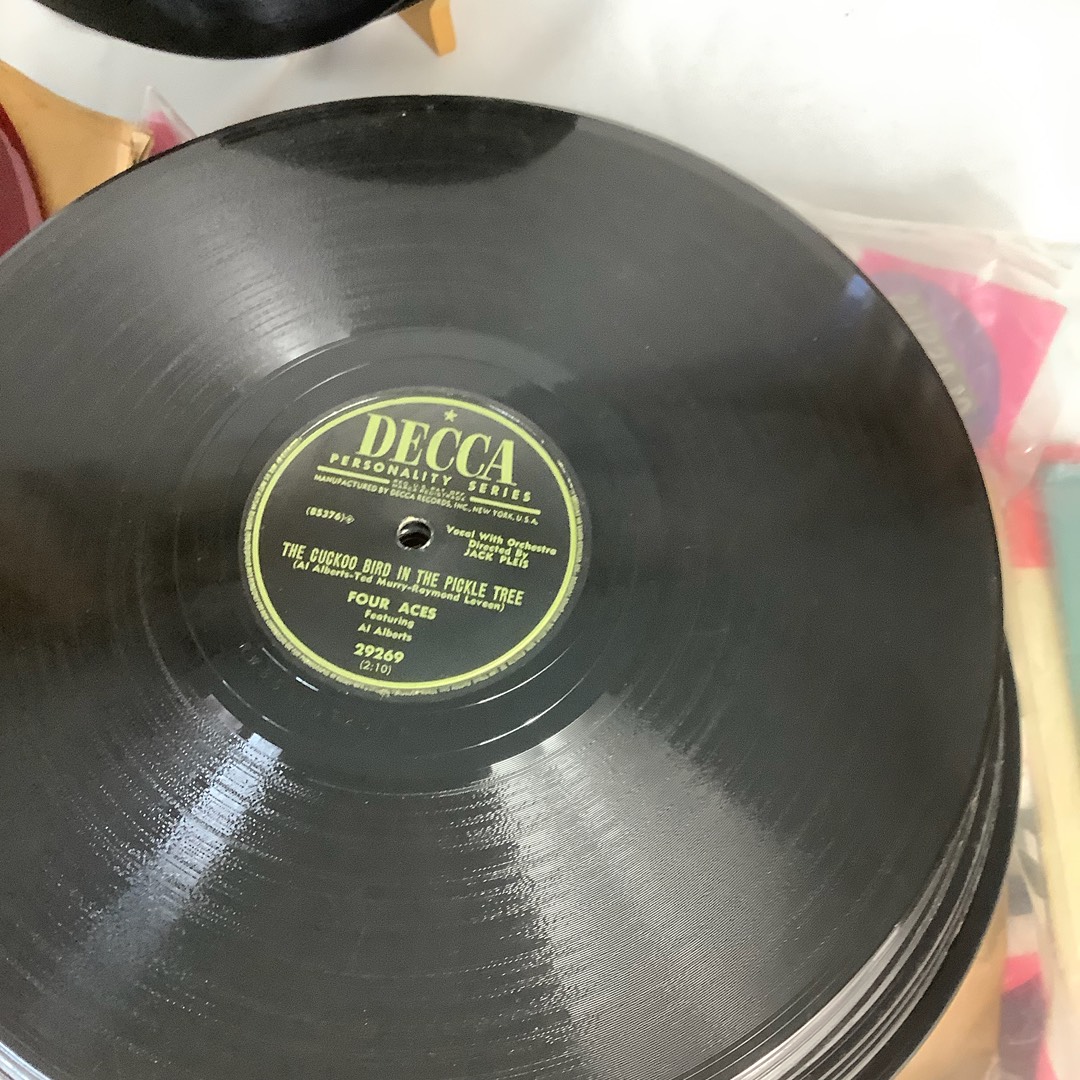 ★
DECCA
PERSONALITY SERIES
MANUFACTURED BY DECCA RECORDS, INC., NEW YORK, U.S.A.
(85376)
Vocal With Orchestra
Directed By
JACK PLEIS
THE CUCKOO BIRD IN THE PICKLE TREE
(Al Alberts-Ted Murry-Raymond Laveen)
FOUR ACES
Featuring
Al Alberts
29269
(2:10)